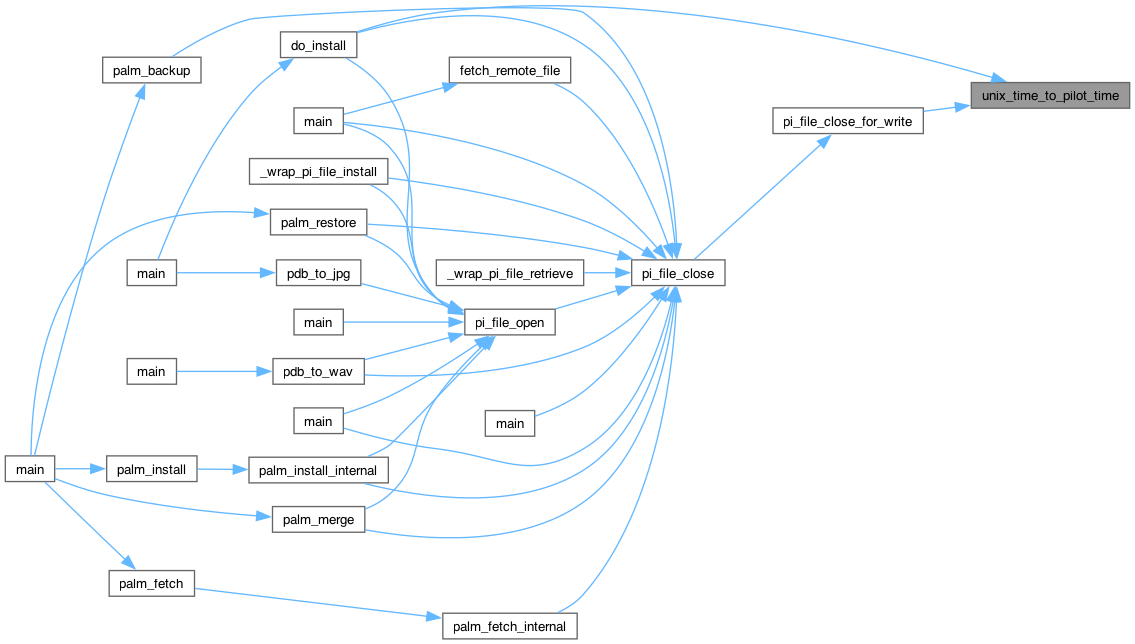 do_install
palm_backup
fetch_remote_file
unix_time_to_pilot_time
main
pi_file_close_for_write
_wrap_pi_file_install
palm_restore
main
pdb_to_jpg
_wrap_pi_file_retrieve
pi_file_close
main
pi_file_open
main
pdb_to_wav
main
main
main
palm_install
palm_install_internal
palm_merge
palm_fetch
palm_fetch_internal